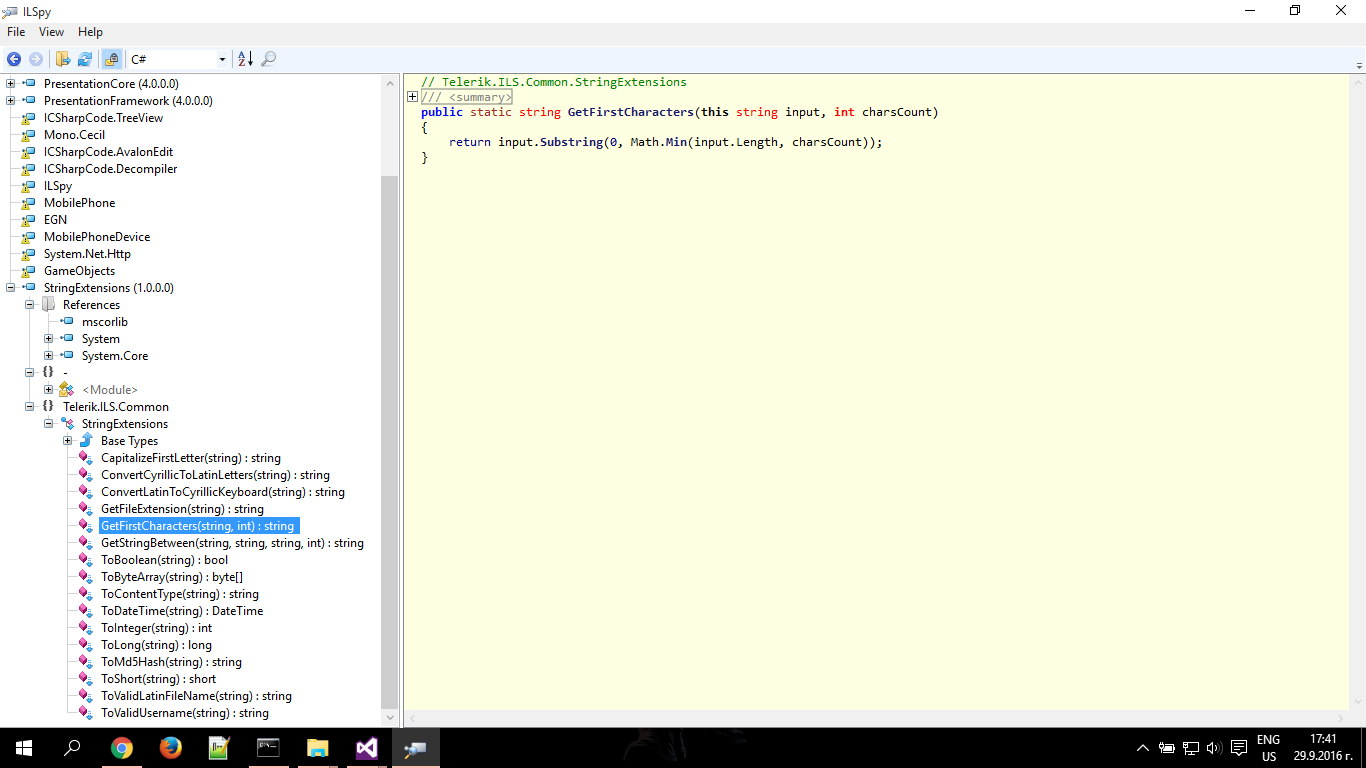 ILSpy
File View Help
C#
PresentationCore (4.0.0.0)
PresentationFramework (4.0.0.0)
ICSharpCode.TreeView
Mono.Cecil
ICSharpCode.AvalonEdit
ICSharpCode.Decompiler
ILSpy
MobilePhone
EGN
MobilePhoneDevice
System.Net.Http
GameObjects
StringExtensions (1.0.0.0)
References
mscorlib
System
System.Core
{} -
<Module>
{} Telerik.ILS.Common
StringExtensions
Base Types
CapitalizeFirstLetter(string) : string
ConvertCyrillicToLatinLetters(string) : string
ConvertLatinToCyrillicKeyboard(string) : string
GetFileExtension(string) : string
GetFirstCharacters(string, int) : string
GetStringBetween(string, string, string, int) : string
ToBoolean(string) : bool
ToByteArray(string) : byte[]
ToContentType(string) : string
ToDateTime(string) : DateTime
ToInteger(string) : int
ToLong(string) : long
ToMd5Hash(string) : string
ToShort(string) : short
ToValidLatinFileName(string) : string
ToValidUsername(string) : string
// Telerik.ILS.Common.StringExtensions
/// <summary>
public static string GetFirstCharacters(this string input, int charsCount)
{
return input.Substring(0, Math.Min(input.Length, charsCount));
}
ENG
US
17:41
29.9.2016 г.